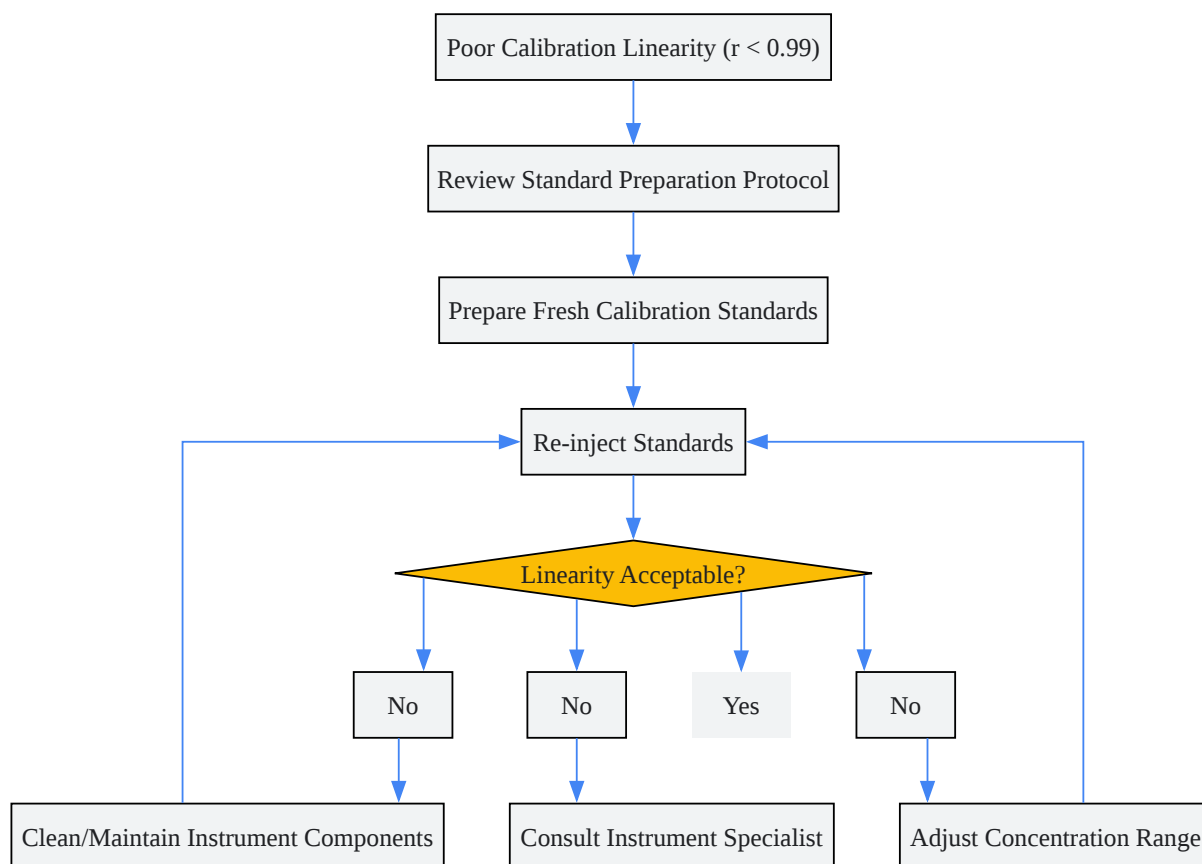 Poor Calibration Linearity (r < 0.99)
Review Standard Preparation Protocol
Prepare Fresh Calibration Standards
Re-inject Standards
Linearity Acceptable?
No
No
Yes
No
Clean/Maintain Instrument Components
Consult Instrument Specialist
Adjust Concentration Range